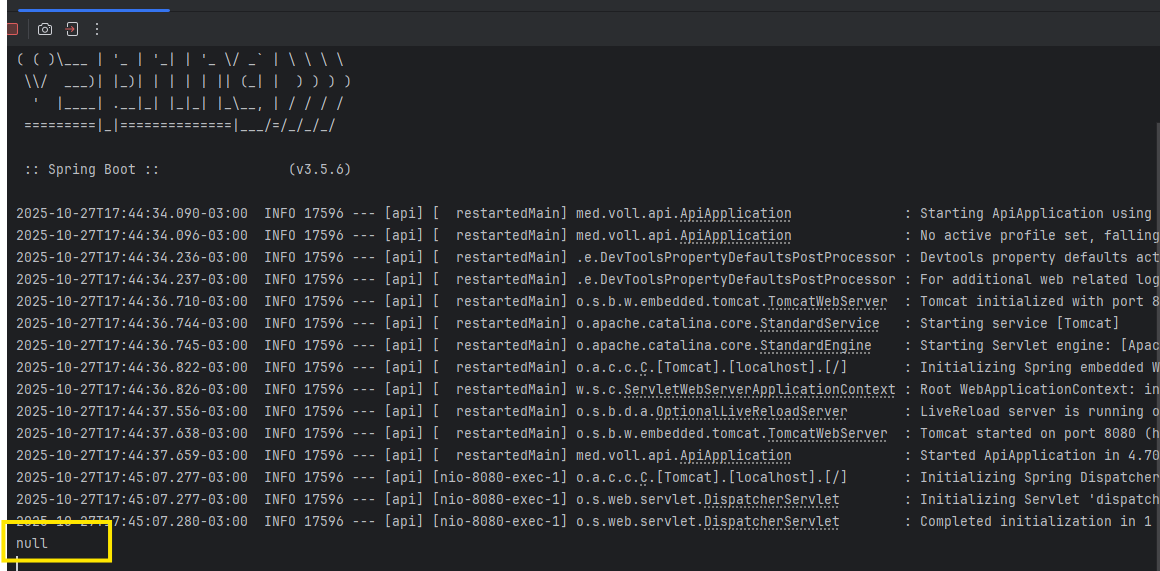 ( ( )\___ | '_ | '_| | '_ \/ _` | \ \ \ \
 \\/  ___)| |_)| | | | | || (_| |  ) ) ) )
  '  |____| .__|_| |_|_| |_\__, | / / / /
 =========|_|==============|___/=/_/_/_/
 :: Spring Boot ::                (v3.5.6)
2025-10-27T17:44:34.090-03:00  INFO 17596 --- [api] [  restartedMain] med.voll.api.ApiApplication              : Starting ApiApplication using
2025-10-27T17:44:34.096-03:00  INFO 17596 --- [api] [  restartedMain] med.voll.api.ApiApplication              : No active profile set, falling
2025-10-27T17:44:34.236-03:00  INFO 17596 --- [api] [  restartedMain] .e.DevToolsPropertyDefaultsPostProcessor : Devtools property defaults act
2025-10-27T17:44:34.237-03:00  INFO 17596 --- [api] [  restartedMain] .e.DevToolsPropertyDefaultsPostProcessor : For additional web related log
2025-10-27T17:44:36.710-03:00  INFO 17596 --- [api] [  restartedMain] o.s.b.w.embedded.tomcat.TomcatWebServer  : Tomcat initialized with port 8
2025-10-27T17:44:36.744-03:00  INFO 17596 --- [api] [  restartedMain] o.apache.catalina.core.StandardService   : Starting service [Tomcat]
2025-10-27T17:44:36.745-03:00  INFO 17596 --- [api] [  restartedMain] o.apache.catalina.core.StandardEngine    : Starting Servlet engine: [Apac
2025-10-27T17:44:36.822-03:00  INFO 17596 --- [api] [  restartedMain] o.a.c.c.C.[Tomcat].[localhost].[/]       : Initializing Spring embedded W
2025-10-27T17:44:36.826-03:00  INFO 17596 --- [api] [  restartedMain] w.s.c.ServletWebServerApplicationContext : Root WebApplicationContext: in
2025-10-27T17:44:37.556-03:00  INFO 17596 --- [api] [  restartedMain] o.s.b.d.a.OptionalLiveReloadServer       : LiveReload server is running o
2025-10-27T17:44:37.638-03:00  INFO 17596 --- [api] [  restartedMain] o.s.b.w.embedded.tomcat.TomcatWebServer  : Tomcat started on port 8080 (h
2025-10-27T17:44:37.659-03:00  INFO 17596 --- [api] [  restartedMain] med.voll.api.ApiApplication              : Started ApiApplication in 4.70
2025-10-27T17:45:07.277-03:00  INFO 17596 --- [api] [nio-8080-exec-1] o.a.c.c.C.[Tomcat].[localhost].[/]       : Initializing Spring Dispatcher
2025-10-27T17:45:07.277-03:00  INFO 17596 --- [api] [nio-8080-exec-1] o.s.web.servlet.DispatcherServlet        : Initializing Servlet 'dispatc
2025-10-27T17:45:07.280-03:00  INFO 17596 --- [api] [nio-8080-exec-1] o.s.web.servlet.DispatcherServlet        : Completed initialization in 1
null